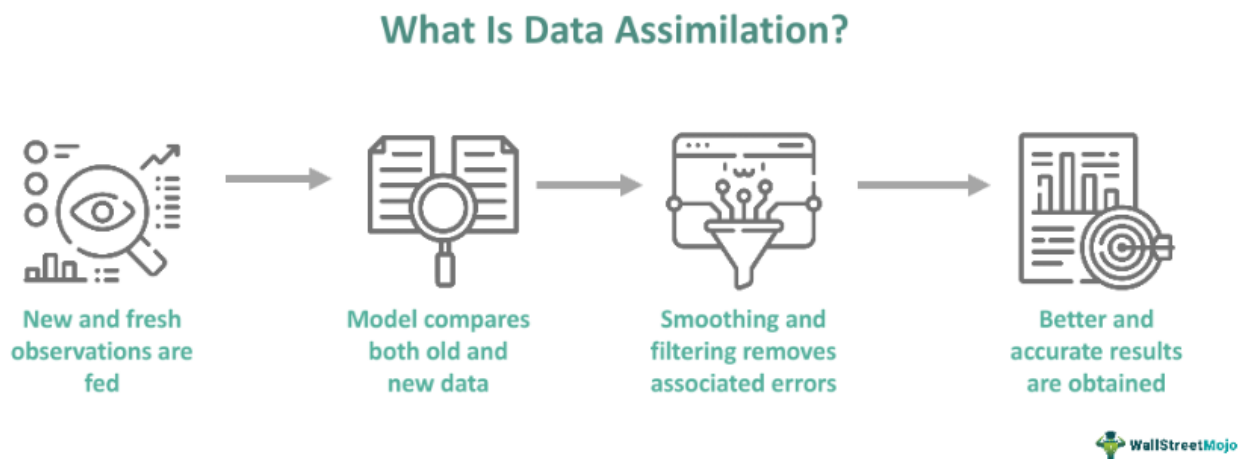 What Is Data Assimilation?
New and fresh
observations are
fed
Model compares
both old and
new data
Smoothing and
filtering removes
associated errors
Better and
accurate results
are obtained
WallStreetMojo